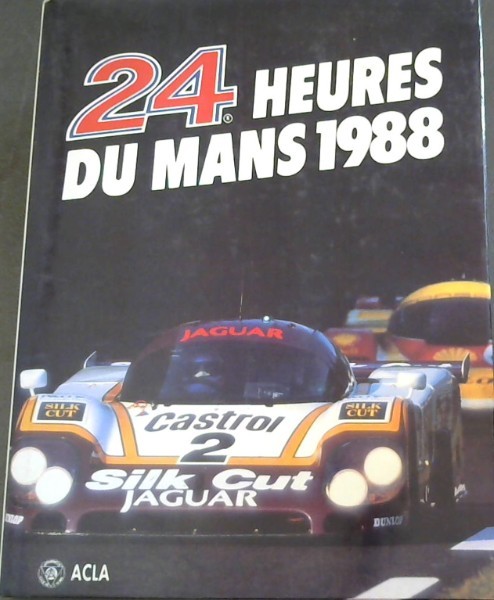 24® HEURES
DU MANS 1988
JAGUAR
SILK CUT
Castrol
SILK CUT
2
Silk Cut
JAGUAR
DUNLOP
ACLA